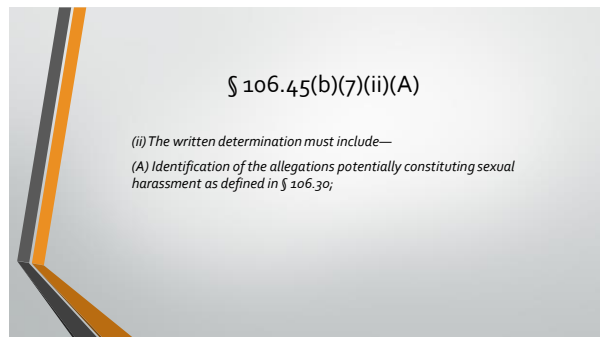 § 106.45(b)(7)(ii)(A)
(ii) The written determination must include—
(A) Identification of the allegations potentially constituting sexual
harassment as defined in § 106.30;